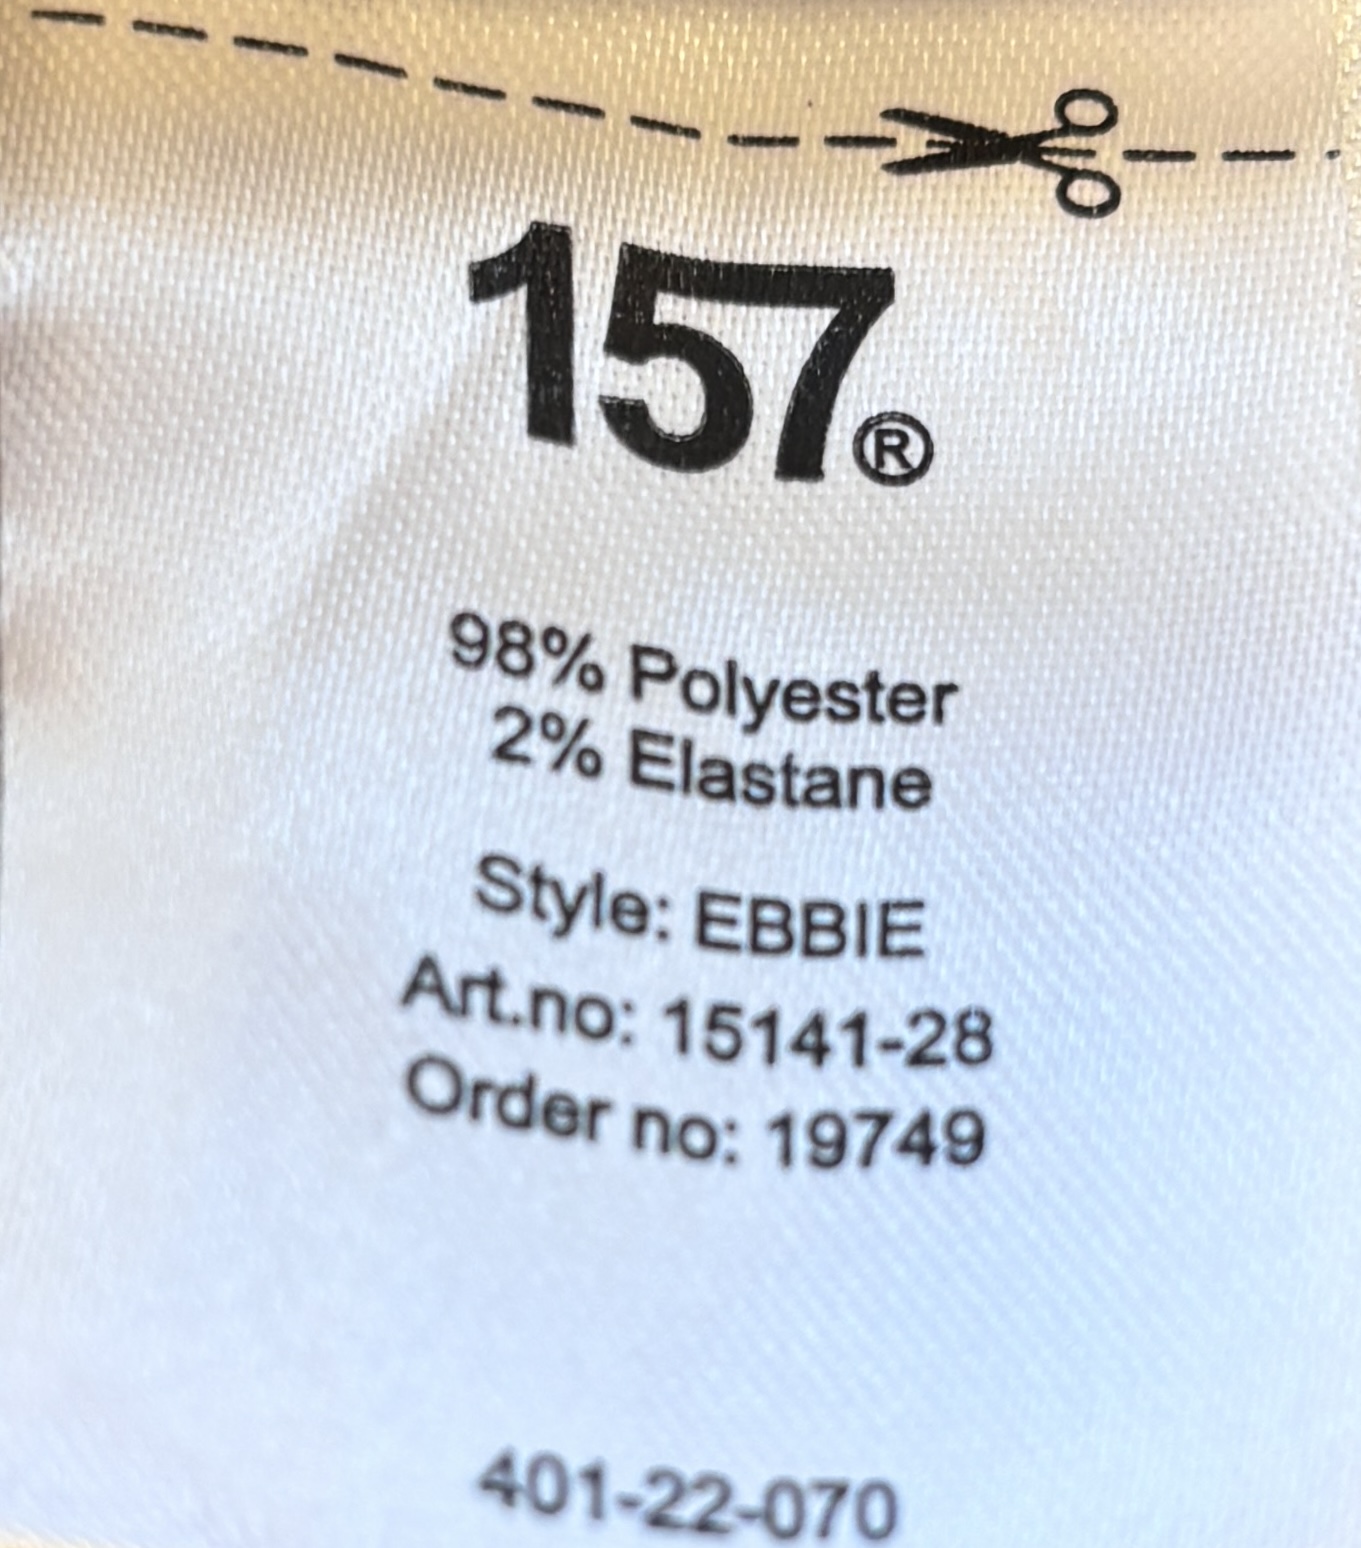 157®
98% Polyester
2% Elastane
Style: EBBIE
Art.no: 15141-28
Order no: 19749
401-22-070